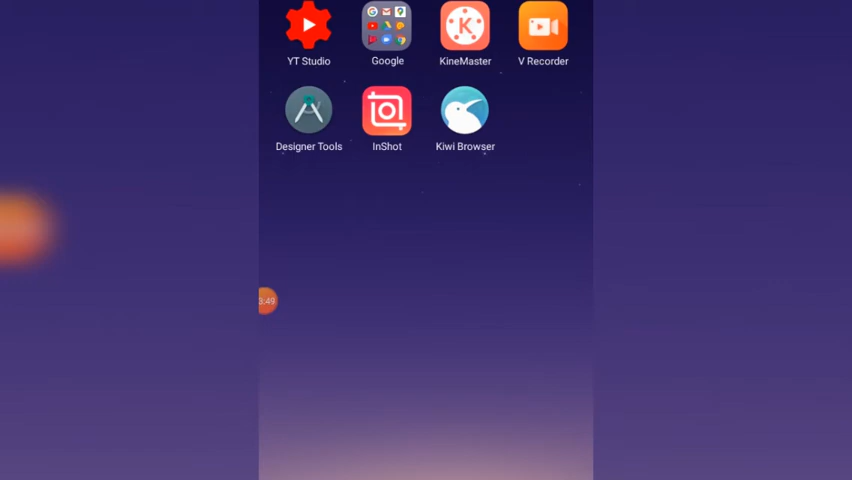 YT Studio
Google
KineMaster
V Recorder
Designer Tools
InShot
Kiwi Browser
3:49